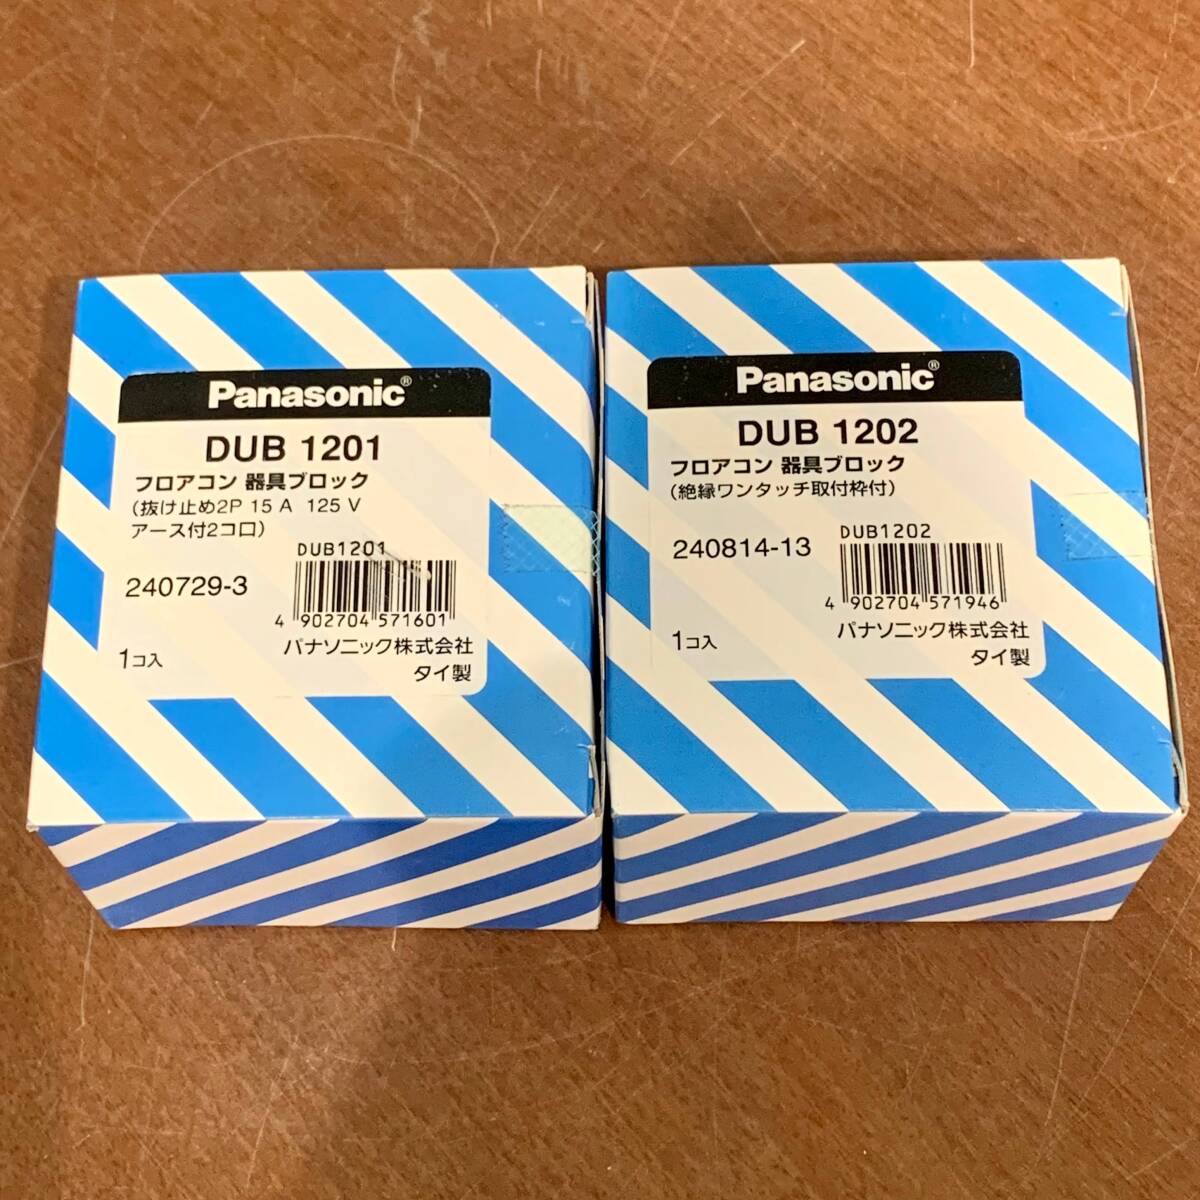 Panasonic®
DUB 1201
フロアコン 器具ブロック
(抜け止め2P 15 A 125 V
アース付2コ口)
DUB1201
240729-3
4 902704 571601
パナソニック株式会社
1コ入
タイ製
Panasonic®
DUB 1202
フロアコン 器具ブロック
(絶縁ワンタッチ取付枠付)
DUB1202
240814-13
4 902704 571946
パナソニック株式会社
1コ入
タイ製